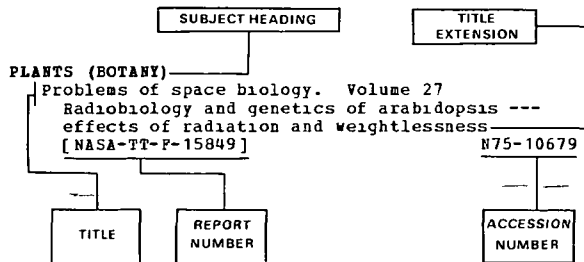 SUBJECT HEADING
TITLE
EXTENSION
PLANTS (BOTANY)
Problems of space biology. Volume 27
Radiobiology and genetics of arabidopsis ---
effects of radiation and weightlessness
[NASA-TT-F-15849] N75-10679
TITLE
REPORT
NUMBER
ACCESSION
NUMBER